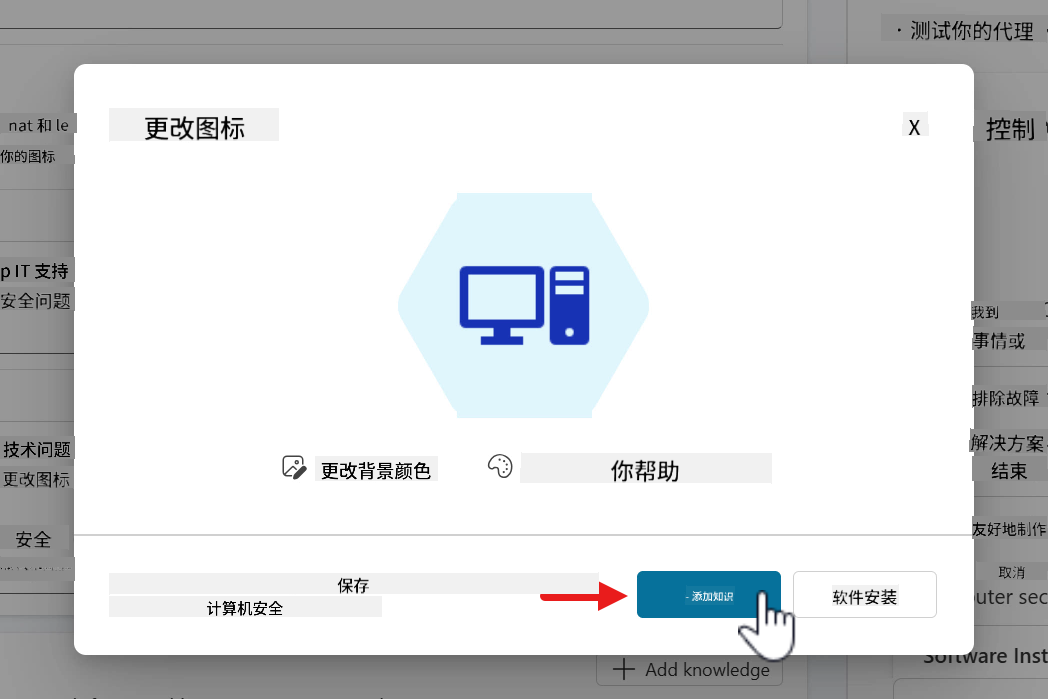 · 测试你的代理
nat 和 le
你的图标
更改图标
X
控制
p IT 支持
安全问题
我到
事情或
排除故障
技术问题
更改图标
更改背景颜色
你帮助
解决方案
结束
安全
友好地制作
保存
计算机安全
- 添加知识
软件安装
取消
uter sec
Software Inst
Add knowledge